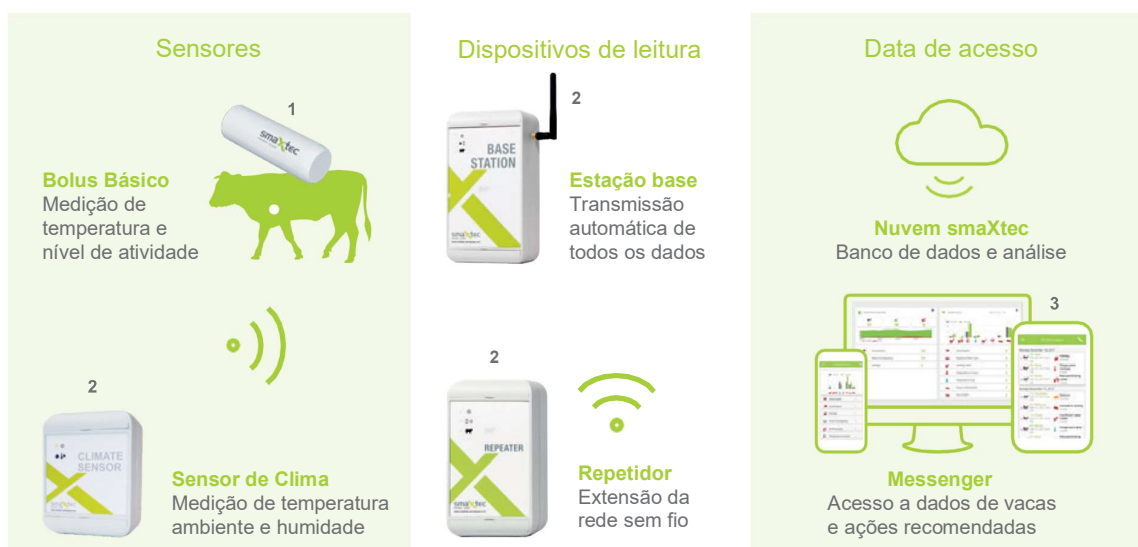 Sensores
1
smaXtec
Bolus Básico
Medição de
temperatura e
nível de atividade
2
CLIMATE
SENSOR
smaXtec
Sensor de Clima
Medição de temperatura
ambiente e humidade
Dispositivos de leitura
2
BASE
STATION
smaXtec
Estação base
Transmissão
automática de
todos os dados
2
REPEATER
smaXtec
Repetidor
Extensão da
rede sem fio
Data de acesso
Nuvem smaXtec
Banco de dados e análise
3
Messenger
Acesso a dados de vacas
e ações recomendadas